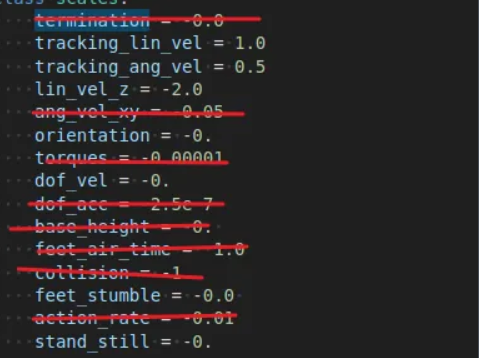 class scales:
termination = -0.0
tracking_lin_vel = 1.0
tracking_ang_vel = 0.5
lin_vel_z = -2.0
ang_vel_xy = -0.05
orientation = -0.
torques = -0.00001
dof_vel = -0.
dof_acc = -2.5e-7
base_height = -0.
feet_air_time = 1.0
collision = -1.
feet_stumble = -0.0
action_rate = -0.01
stand_still = -0.